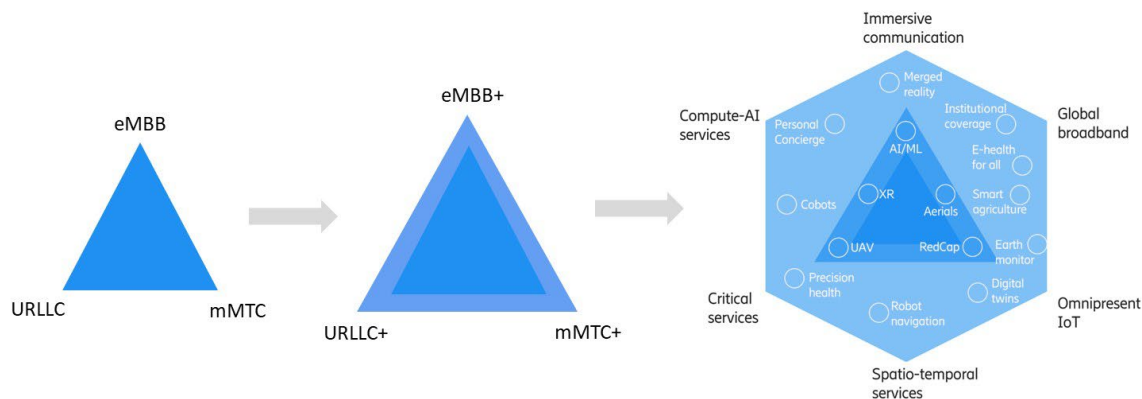 eMBB
URLLC
mMTC
eMBB+
URLLC+
mMTC+
Immersive
communication
Compute-AI
services
Global
broadband
Merged
reality
Personal
Concierge
Institutional
coverage
AI/ML
E-health
for all
XR
Aerials
Smart
agriculture
Cobots
UAV
RedCap
Earth
monitor
Precision
health
Digital
twins
Robot
navigation
Critical
services
Omnipresent
IoT
Spatio-temporal
services